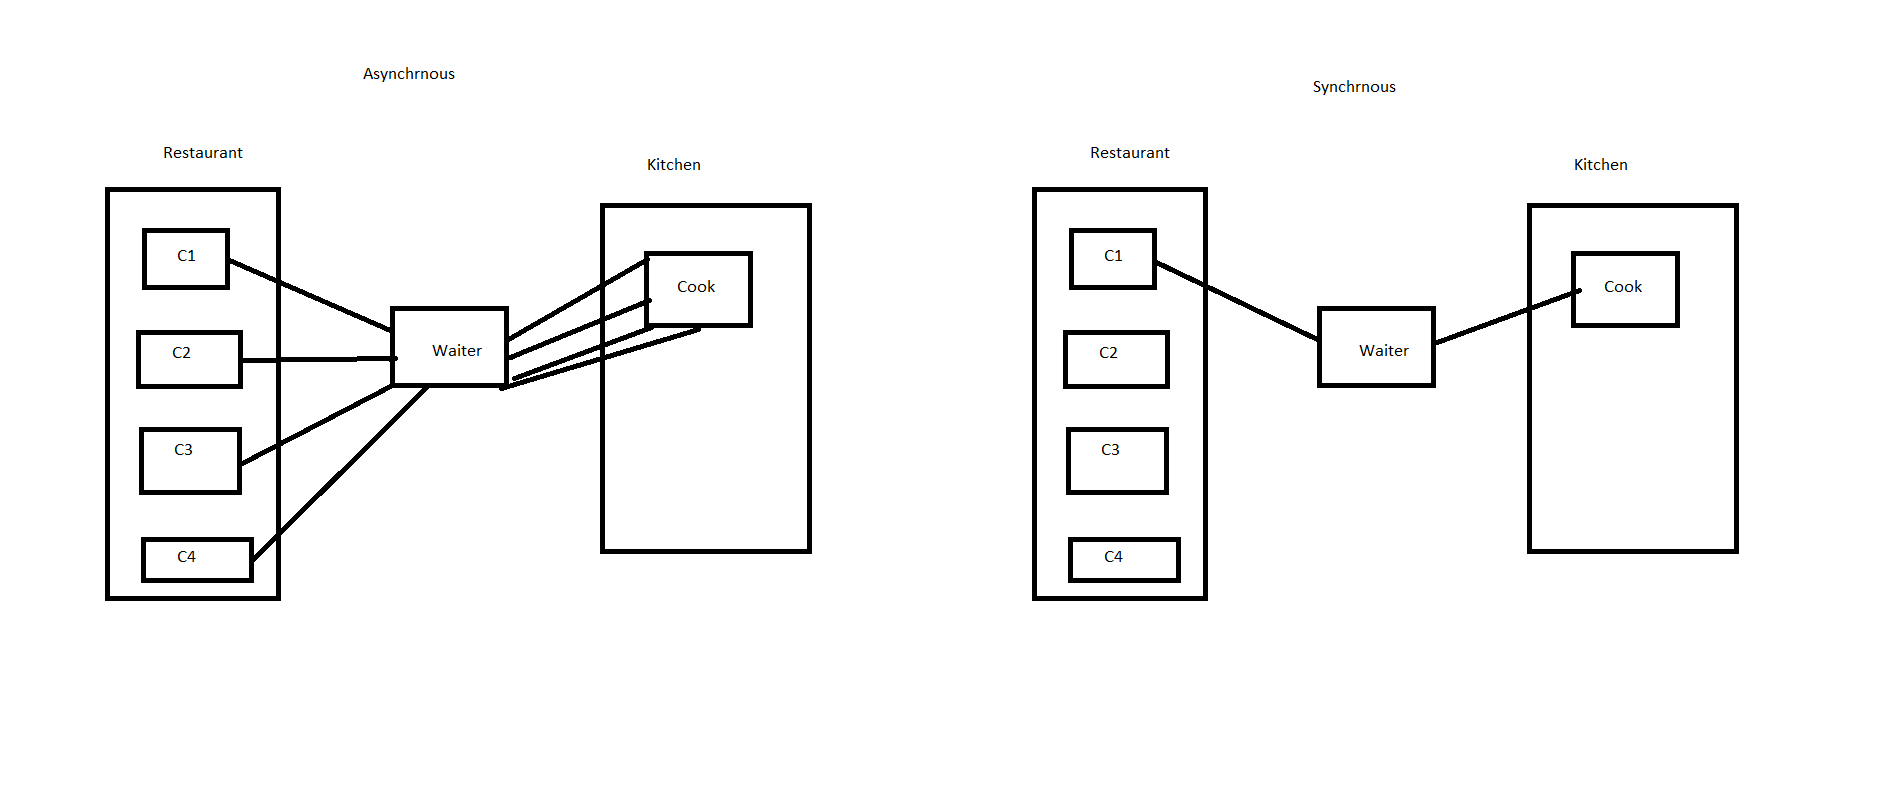 Asynchrnous
Restaurant
Kitchen
C1
Cook
C2
Waiter
C3
C4
Synchrnous
Restaurant
Kitchen
C1
Cook
C2
Waiter
C3
C4